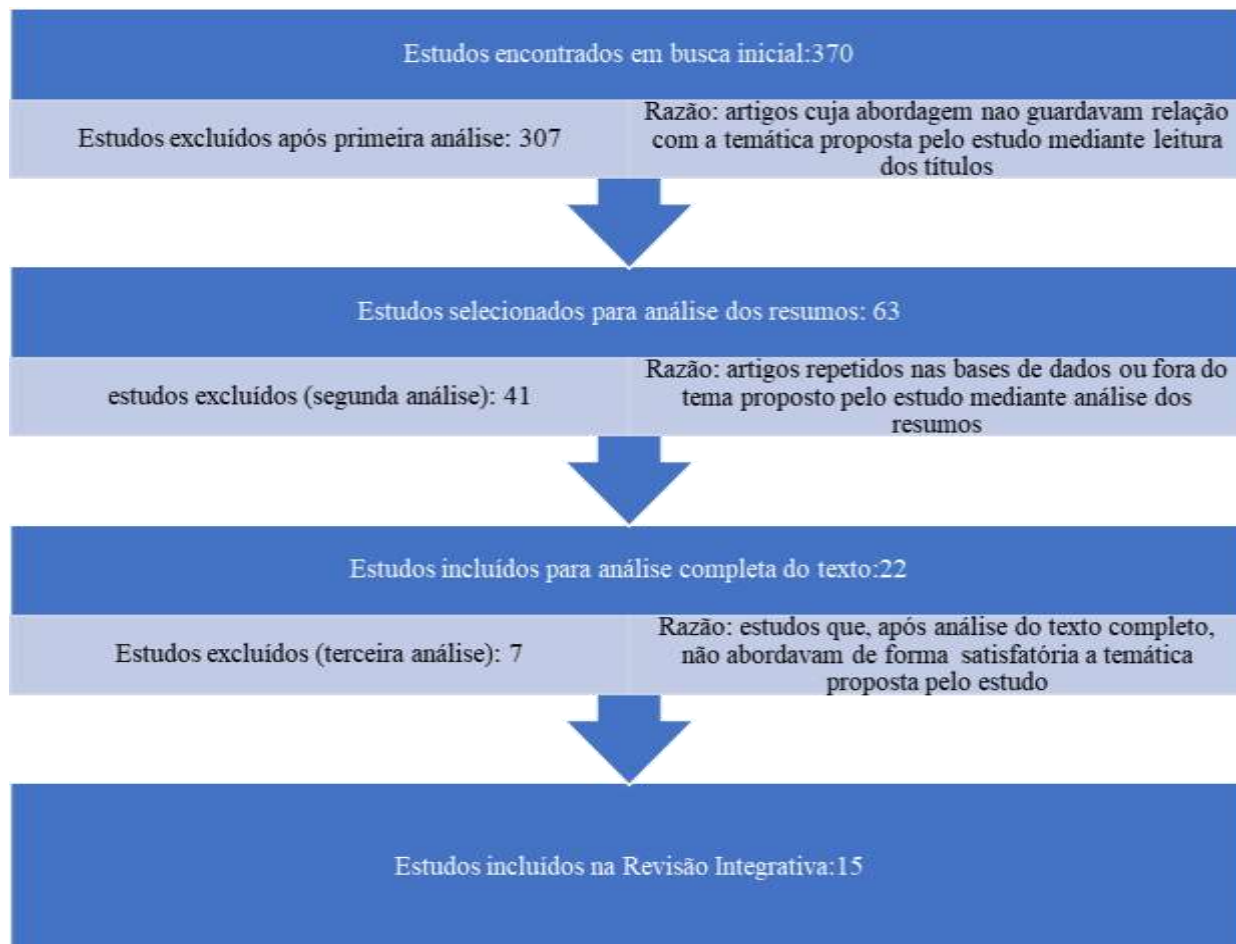 Estudos encontrados em busca inicial:370
Estudos excluídos após primeira análise: 307
Razão: artigos cuja abordagem nao guardavam relação
com a temática proposta pelo estudo mediante leitura
dos títulos
Estudos selecionados para análise dos resumos: 63
estudos excluídos (segunda análise): 41
Razão: artigos repetidos nas bases de dados ou fora do
tema proposto pelo estudo mediante análise dos
resumos
Estudos incluídos para análise completa do texto:22
Estudos excluídos (terceira análise): 7
Razão: estudos que, após análise do texto completo,
não abordavam de forma satisfatória a temática
proposta pelo estudo
Estudos incluídos na Revisão Integrativa:15